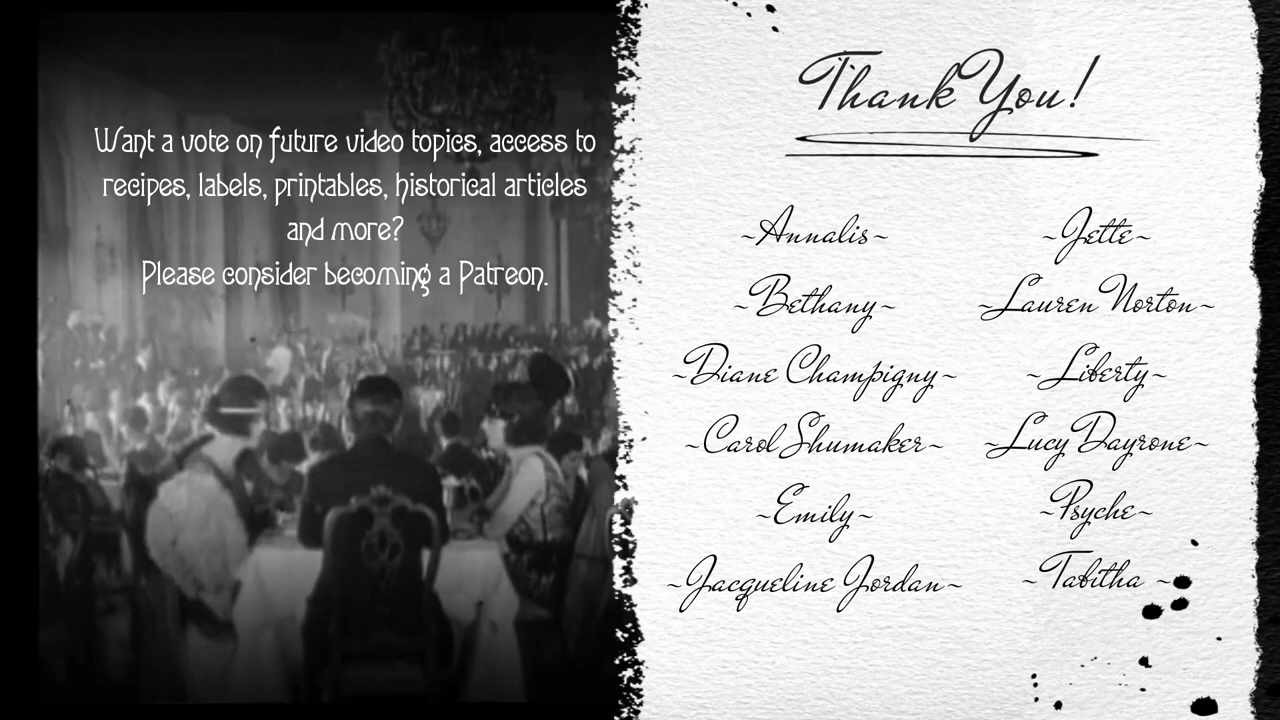 Want a vote on future video topics, access to
recipes, labels, printables, historical articles
and more?
Please consider becoming a Patreon.
Thank You!
~Annalis~
~Bethany~
~Diane Champigny~
~Carol Shumaker~
~Emily~
~Jacqueline Jordan~
~Jette~
~Lauren Norton~
~Liberty~
~Lucy Dayrone~
~Psyche~
~Tabitha ~